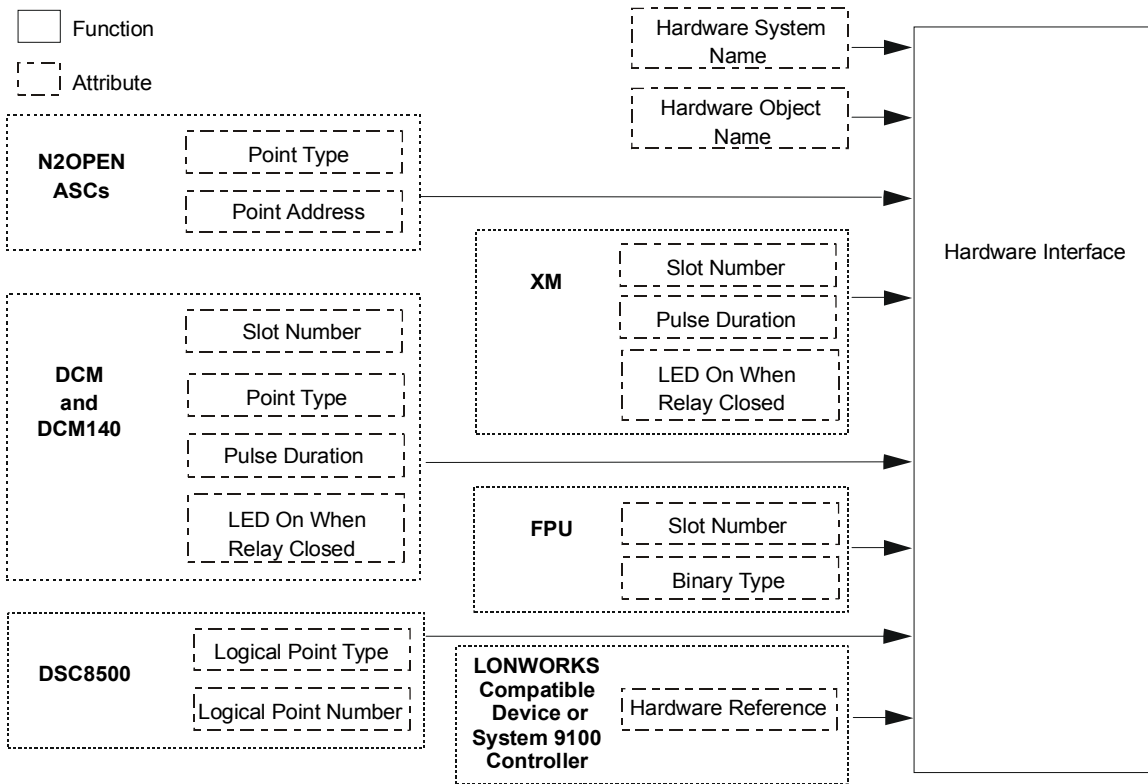 Function
Attribute
Hardware System
Name
Hardware Object
Name
N2OPEN
ASCs
Point Type
Point Address
Hardware Interface
XM
Slot Number
Pulse Duration
LED On When
Relay Closed
DCM
and
DCM140
Slot Number
Point Type
Pulse Duration
LED On When
Relay Closed
FPU
Slot Number
Binary Type
DSC8500
Logical Point Type
Logical Point Number
LONWORKS
Compatible
Device or
System 9100
Controller
Hardware Reference